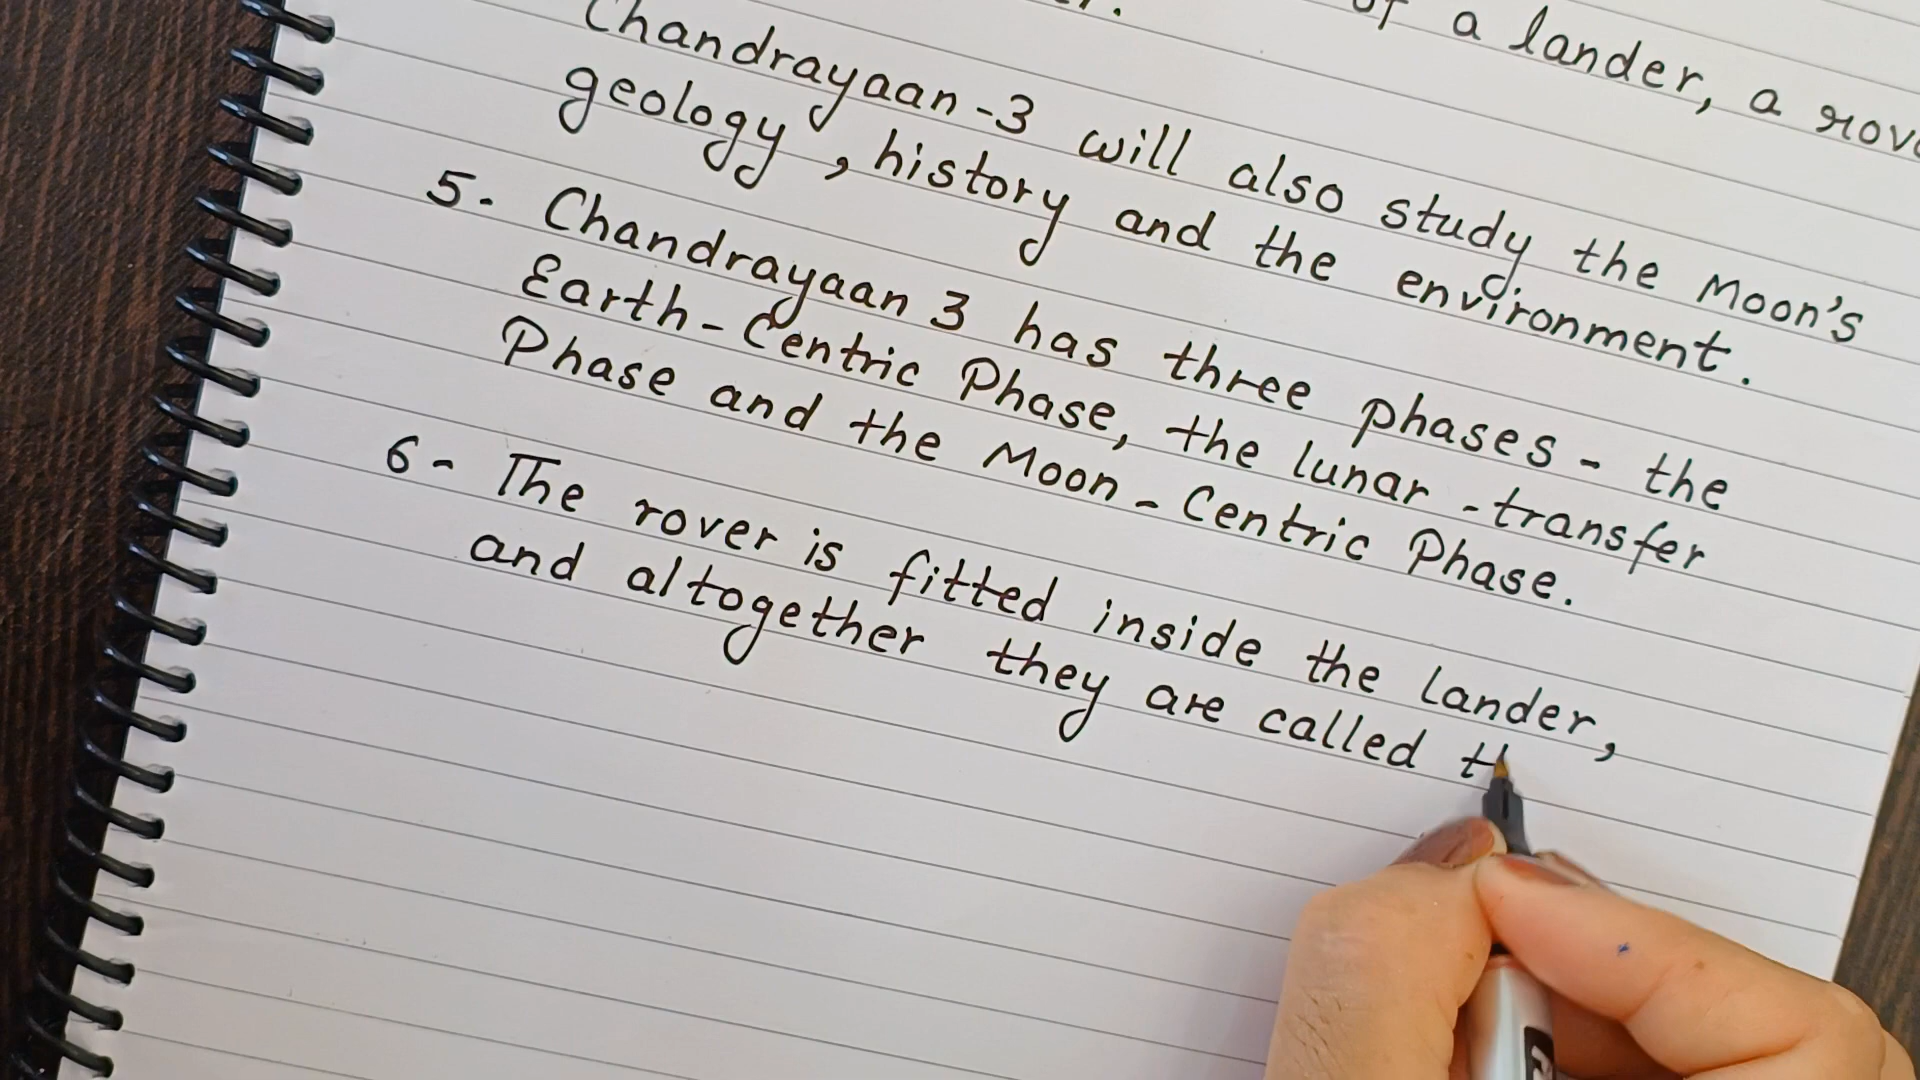 of a lander, a
Chandrayaan-3 will also study the Moon's
geology, history and the environment.
5. Chandrayaan 3 has three phases - the
Earth-Centric Phase, the lunar-transfer
Phase and the Moon-Centric Phase.
6- The rover is fitted inside the lander,
and altogether they are called th